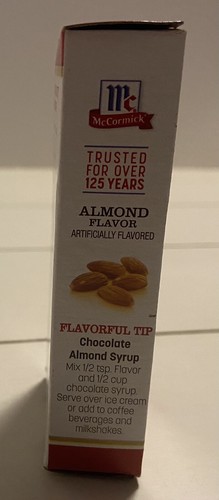 Mc
McCormick
TRUSTED
FOR OVER
125 YEARS
ALMOND
FLAVOR
ARTIFICIALLY FLAVORED
FLAVORFUL TIP
Chocolate
Almond Syrup
Mix 1/2 tsp. Flavor
and 1/2 cup
chocolate syrup.
Serve over ice cream
or add to coffee
beverages and
milkshakes.